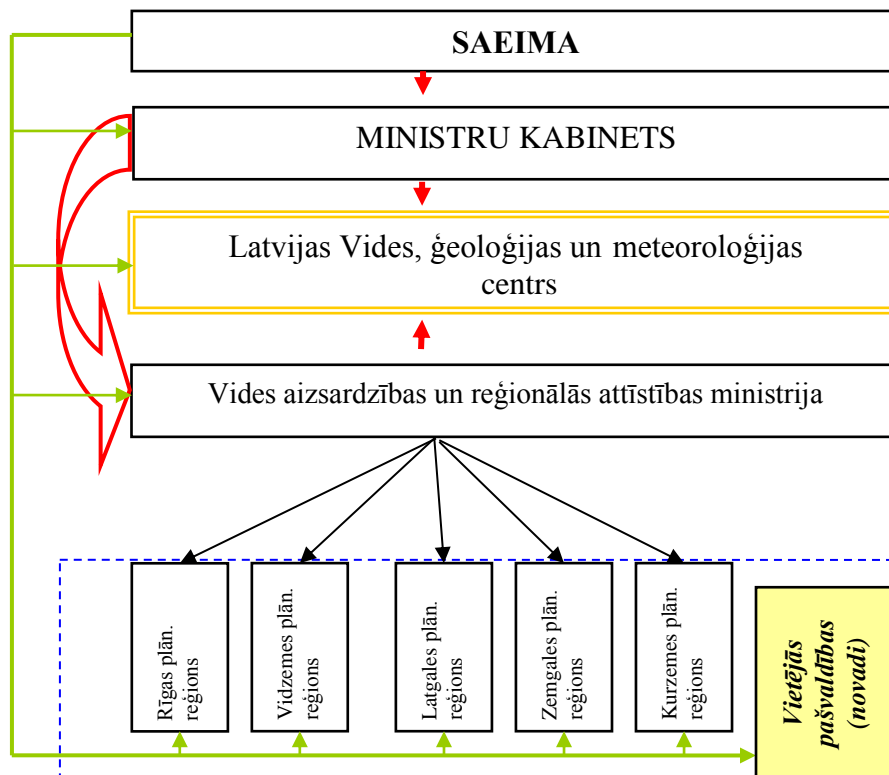 SAEIMA
MINISTRU KABINETS
Latvijas Vides, ģeoloģijas un meteoroloģijas
centrs
Vides aizsardzības un reģionālās attīstības ministrija
Rīgas plān.
reģions
Vidzemes plān.
reģions
Latgales plān.
reģions
Zemgales plān.
reģions
Kurzemes plān.
reģions
Vietējās
pašvaldības
(novadi)